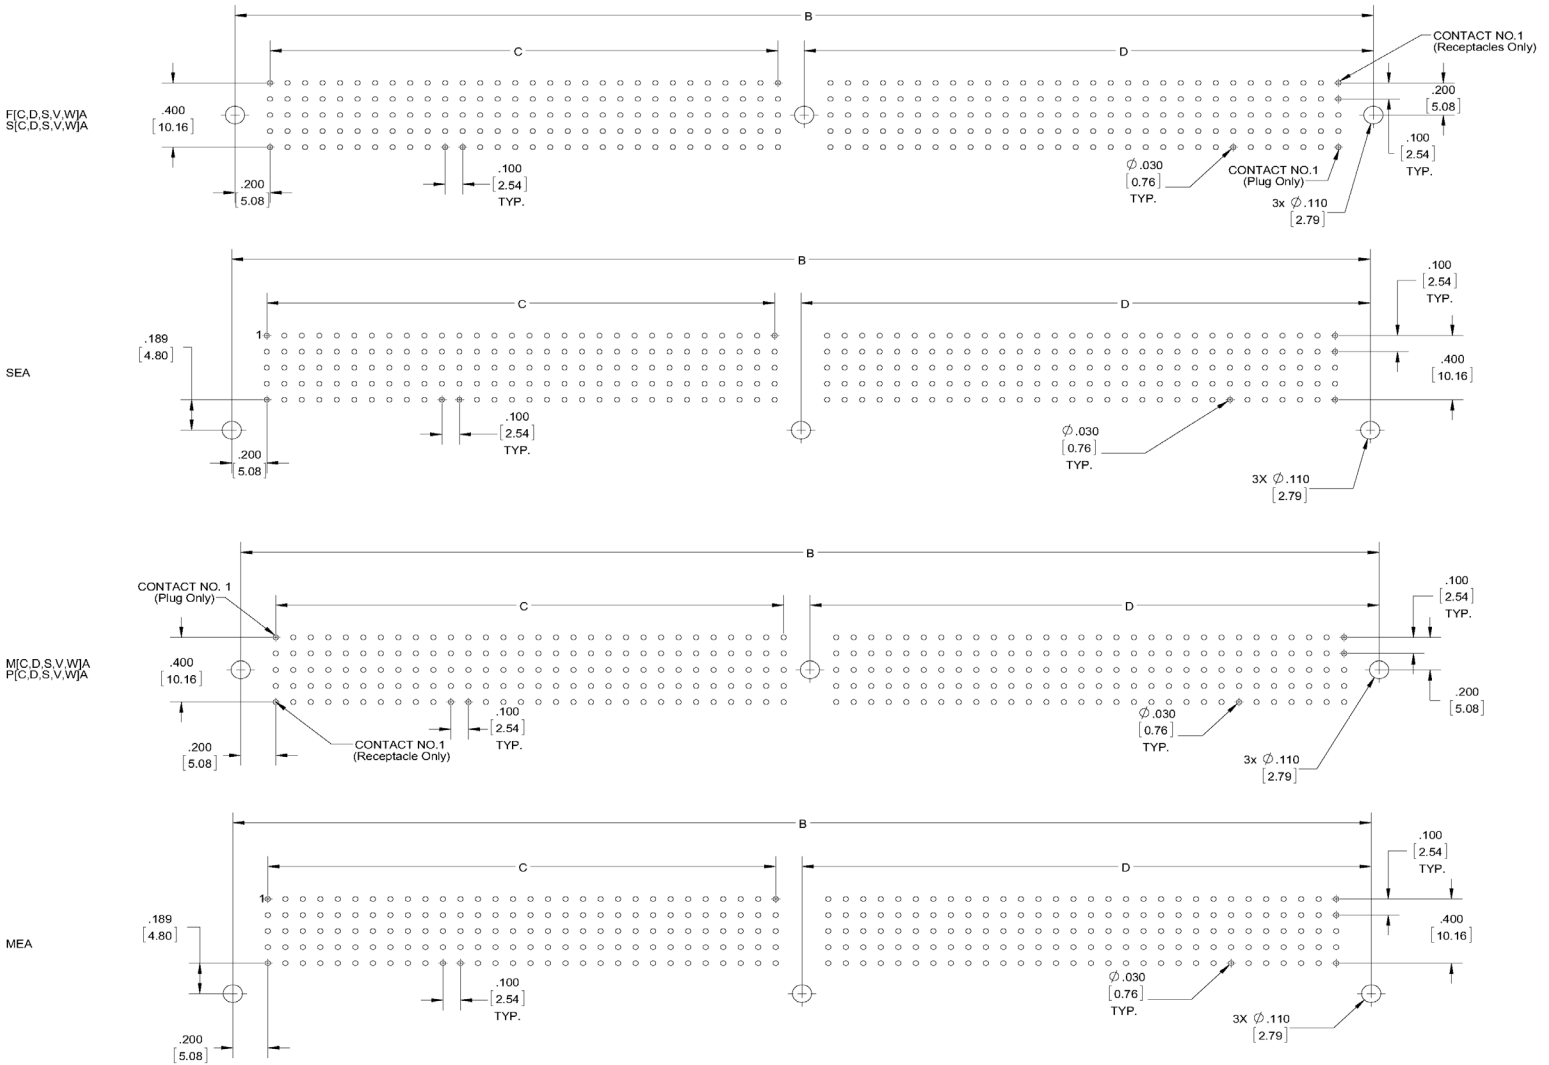 B
C
D
CONTACT NO.1
(Receptacles Only)
F[C,D,S,V,W]A
S[C,D,S,V,W]A
.400
[10.16]
.200
[5.08]
.100
[2.54]
TYP.
.200
[5.08]
.100
[2.54]
TYP.
Ø.030
[0.76]
TYP.
CONTACT NO.1
(Plug Only)
3x Ø.110
[2.79]
B
C
D
.100
[2.54]
TYP.
1
.189
[4.80]
.400
[10.16]
SEA
.100
[2.54]
TYP.
Ø.030
[0.76]
TYP.
.200
[5.08]
3X Ø.110
[2.79]
B
CONTACT NO. 1
(Plug Only)
C
D
.100
[2.54]
TYP.
M[C,D,S,V,W]A
P[C,D,S,V,W]A
.400
[10.16]
.200
[5.08]
.100
[2.54]
TYP.
Ø.030
[0.76]
TYP.
.200
[5.08]
CONTACT NO.1
(Receptacle Only)
3x Ø.110
[2.79]
B
C
D
.100
[2.54]
TYP.
1
.189
[4.80]
.400
[10.16]
MEA
.100
[2.54]
TYP.
Ø.030
[0.76]
TYP.
3X Ø.110
[2.79]
.200
[5.08]